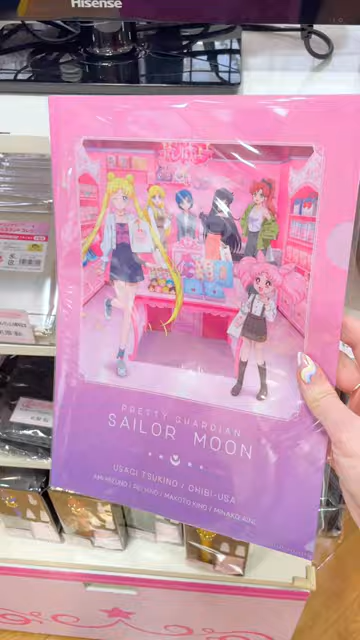 Hisense
PRETTY GUARDIAN
SAILOR MOON
USAGI TSUKINO / CHIBI-USA
AMI MIZUNO / REI HINO / MAKOTO KINO / MINAKO AINO